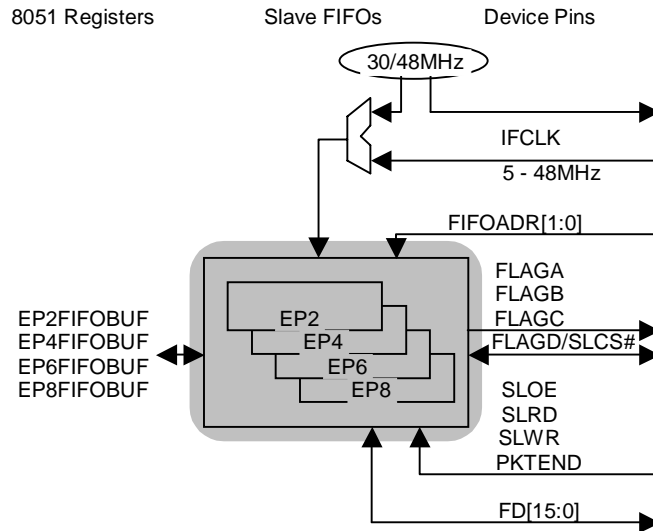 8051 Registers Slave FIFOs Device Pins
30/48MHz
IFCLK
5 - 48MHz
FIFOADR[1:0]
FLAGA
FLAGB
FLAGC
FLAGD/SLCS#
EP2FIFOBUF
EP4FIFOBUF
EP6FIFOBUF
EP8FIFOBUF
EP2
EP4
EP6
EP8
SLOE
SLRD
SLWR
PKTEND
FD[15:0]